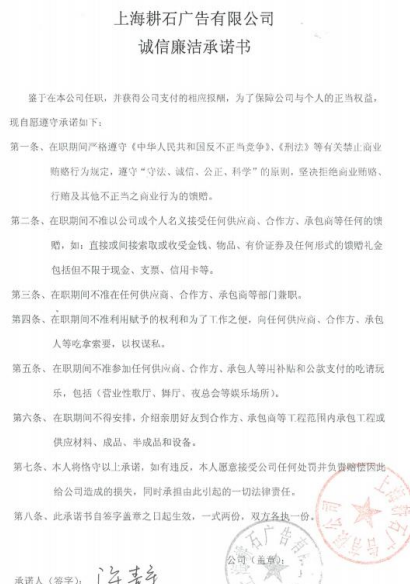 上海耕石广告有限公司
诚信廉洁承诺书
鉴于在本公司任职，并获得公司支付的相应报酬，为了保障公司与个人的正当权益，
现自愿遵守承诺如下：
第一条、在职期间严格遵守《中华人民共和国反不正当竞争》、《刑法》等有关禁止商业
贿赂行为规定，遵守“守法、诚信、公正、科学”的原则，坚决拒绝商业贿赂、
行贿及其他不正当之商业行为的馈赠。
第二条、在职期间不准以公司或个人名义接受任何供应商、合作方、承包商等任何的馈
赠，如：直接或间接索取或收受金钱、物品、有价证券及任何形式的馈赠礼金
包括但不限于现金、支票、信用卡等。
第三条、在职期间不准在任何供应商、合作方、承包商等部门兼职。
第四条、在职期间不准利用赋予的权利和为了工作之便，向任何供应商、合作方、承包
人等吃拿索要，以权谋私。
第五条、在职期间不准参加任何供应商、合作方、承包人等用补贴和公款支付的吃请玩
乐，包括（营业性歌厅、舞厅、夜总会等娱乐场所）。
第六条、在职期间不得安排，介绍亲朋好友到合作方、承包商等工程范围内承包工程或
供应材料、成品、半成品和设备。
第七条、本人将恪守以上承诺，如有违反，本人愿意接受公司任何处罚并负责赔偿因此
给公司造成的损失，同时承担由此引起的一切法律责任。
第八条、此承诺书自签字盖章之日起生效，一式两份，双方各执一份。
公司（盖章）：
承诺人（签字）：
上海耕石广告有限公司